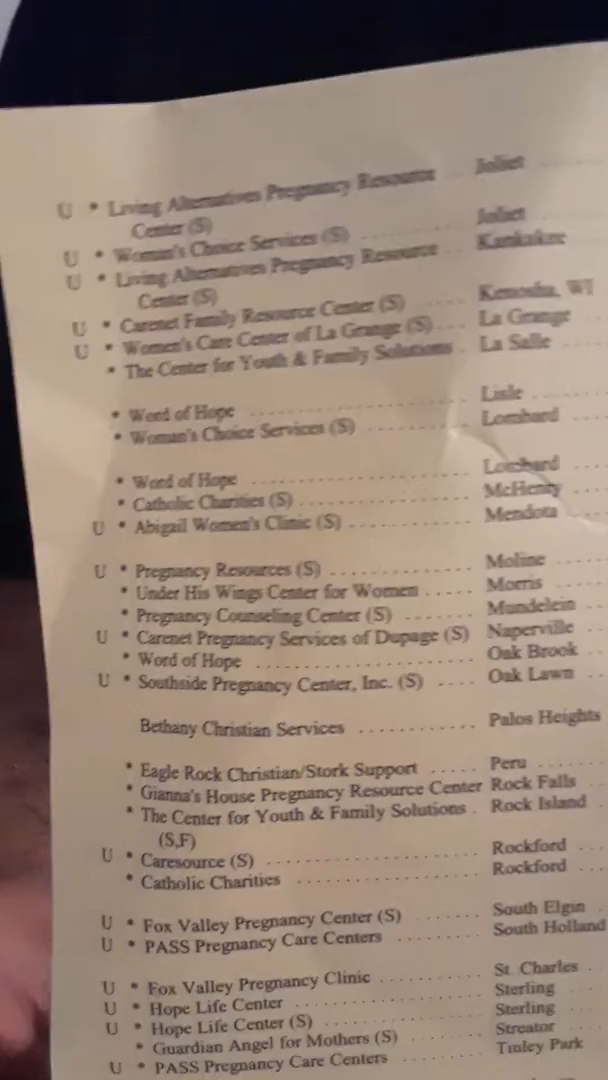 U * Living Alternatives Pregnancy Resource .... Joliet ....
Center (S)
U * Woman's Choice Services (S) .... Joliet
U * Living Alternatives Pregnancy Resource .... Kankakee
Center (S)
U * Carenet Family Resource Center (S) .... Kenosha, WI
U * Women's Care Center of La Grange (S) .... La Grange
* The Center for Youth & Family Solutions . La Salle ....
* Word of Hope .... Lisle ....
* Woman's Choice Services (S) .... Lombard
* Word of Hope .... Lombard ....
* Catholic Charities (S) .... McHenry ....
U * Abigail Women's Clinic (S) .... Mendota ....
U * Pregnancy Resources (S) .... Moline ....
* Under His Wings Center for Women .... Morris ....
* Pregnancy Counseling Center (S) .... Mundelein ..
U * Carenet Pregnancy Services of Dupage (S) Naperville ..
* Word of Hope .... Oak Brook ..
U * Southside Pregnancy Center, Inc. (S) .... Oak Lawn ..
Bethany Christian Services .... Palos Heights
* Eagle Rock Christian/Stork Support .... Peru ....
* Gianna's House Pregnancy Resource Center Rock Falls ..
* The Center for Youth & Family Solutions . Rock Island ..
(S,F)
U * Caresource (S) .... Rockford ...
* Catholic Charities .... Rockford ...
U * Fox Valley Pregnancy Center (S) .... South Elgin ..
U * PASS Pregnancy Care Centers .... South Holland
U * Fox Valley Pregnancy Clinic .... St. Charles ...
U * Hope Life Center .... Sterling ....
U * Hope Life Center (S) .... Sterling ....
* Guardian Angel for Mothers (S) .... Streator ....
U * PASS Pregnancy Care Centers .... Tinley Park